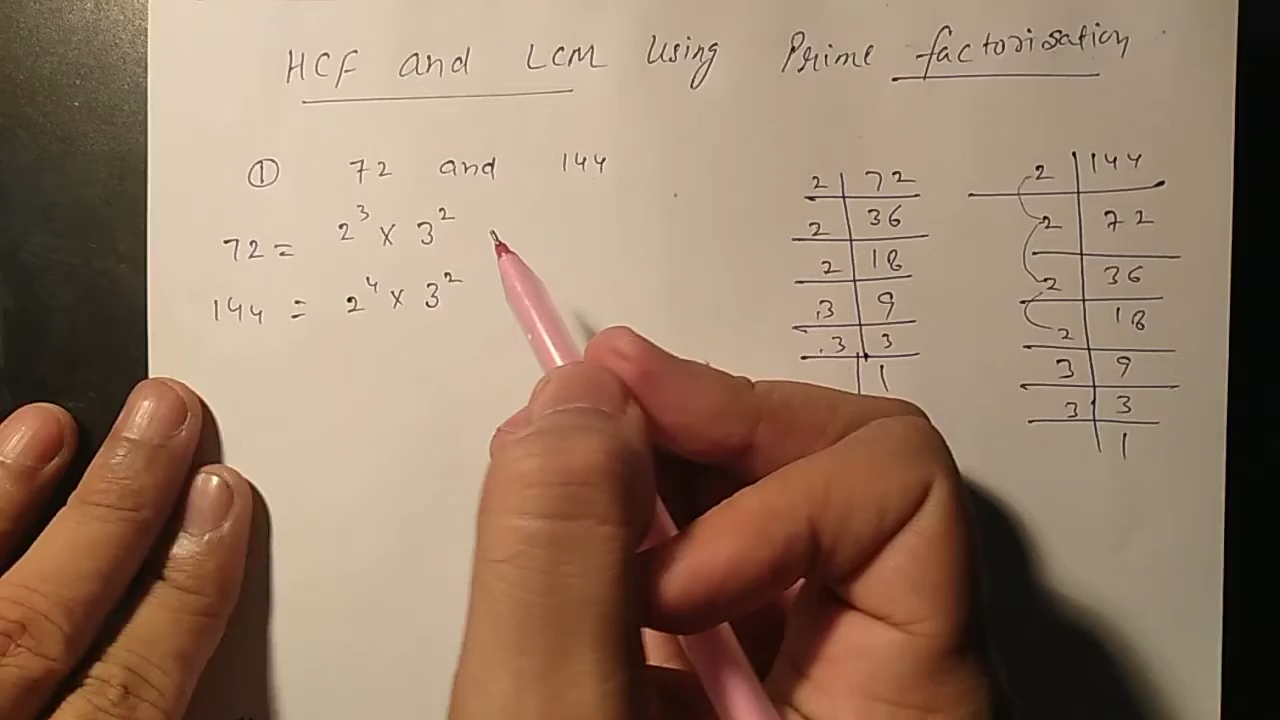 HCF and LCM Using Prime factorisation
① 72 and 144
72 = 2³ × 3²
144 = 2⁴ × 3²
2 | 72
2 | 36
2 | 18
3 | 9
3 | 3
1
2 | 144
2 | 72
2 | 36
2 | 18
3 | 9
3 | 3
1